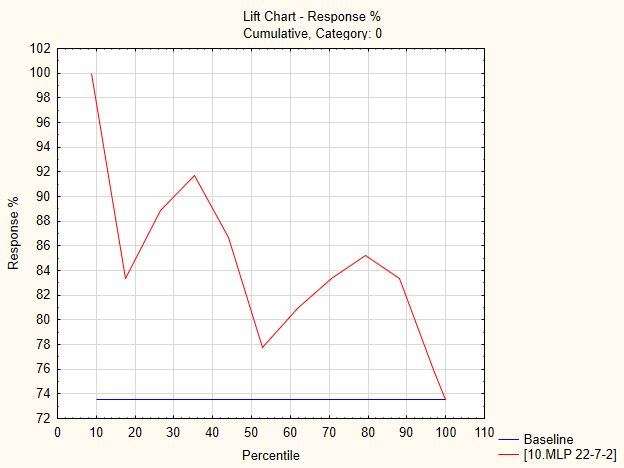 Lift Chart - Response %
Cumulative, Category: 0
102
100
98
96
94
92
90
88
86
84
82
80
78
76
74
72
Response %
0 10 20 30 40 50 60 70 80 90 100 110
Percentile
Baseline
[10.MLP 22-7-2]